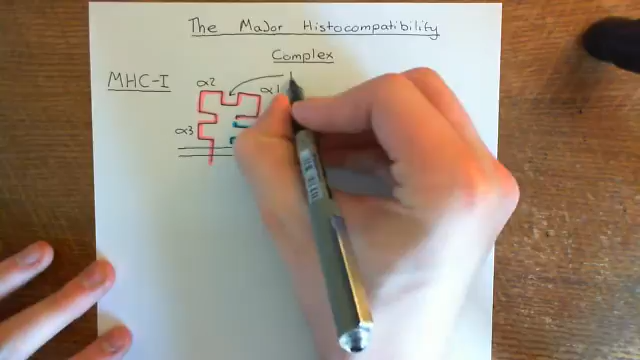 The Major Histocompatibility
Complex
MHC-I
α2
α1
α3